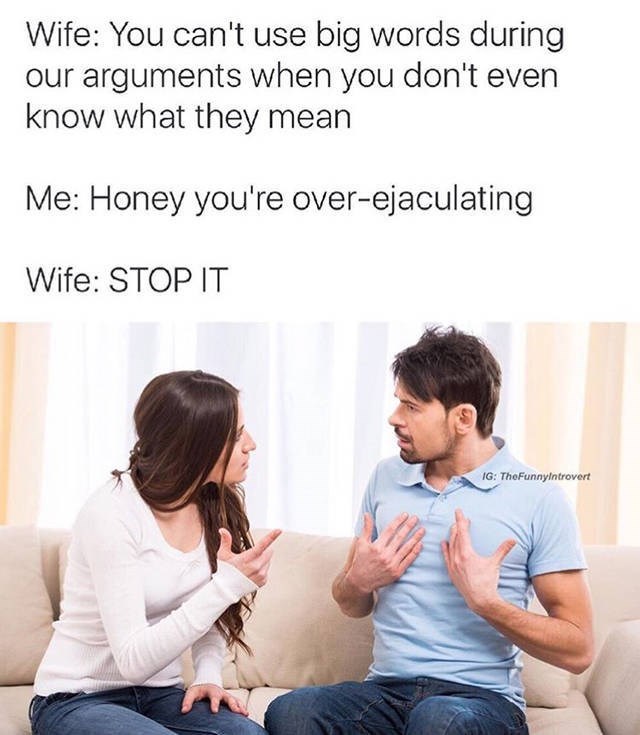 Wife: You can't use big words during
our arguments when you don't even
know what they mean
Me: Honey you're over-ejaculating
Wife: STOP IT
IG: TheFunnyIntrovert